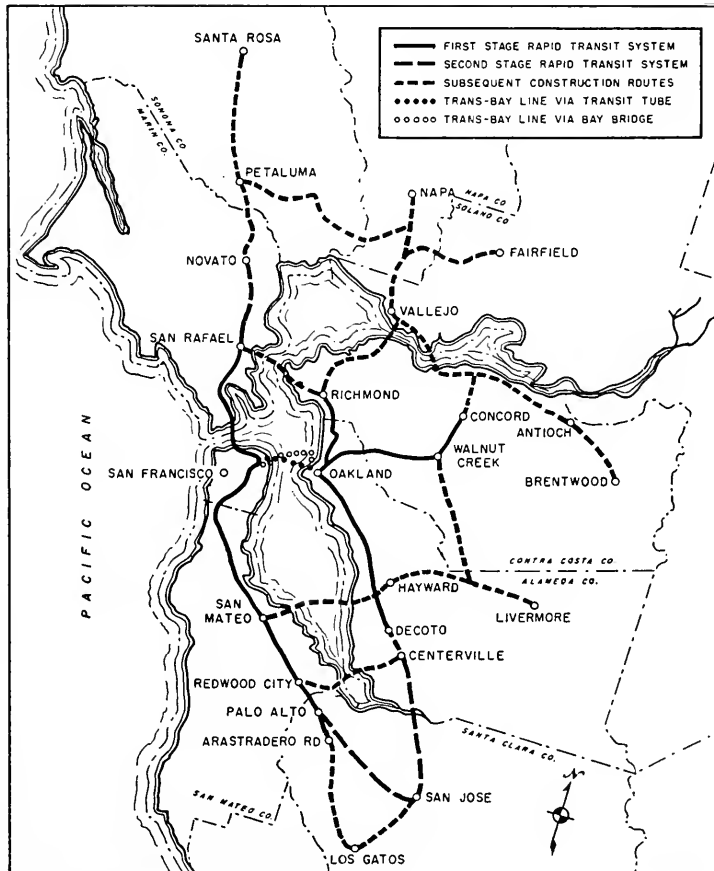 SANTA ROSA
FIRST STAGE RAPID TRANSIT SYSTEM
SECOND STAGE RAPID TRANSIT SYSTEM
SUBSEQUENT CONSTRUCTION ROUTES
TRANS-BAY LINE VIA TRANSIT TUBE
TRANS-BAY LINE VIA BAY BRIDGE
SONOMA CO.
MARIN CO.
PETALUMA
NAPA
NAPA CO
SOLANO CO.
NOVATO
FAIRFIELD
VALLEJO
SAN RAFAEL
RICHMOND
CONCORD
ANTIOCH
WALNUT
CREEK
SAN FRANCISCO
OAKLAND
BRENTWOOD
PACIFIC OCEAN
CONTRA COSTA CO
ALAMEDA CO.
HAYWARD
LIVERMORE
SAN
MATEO
DECOTO
CENTERVILLE
REDWOOD CITY
PALO ALTO
ARASTRADERO RD
SANTA CLARA CO.
SAN MATEO CO.
SAN JOSE
N
LOS GATOS